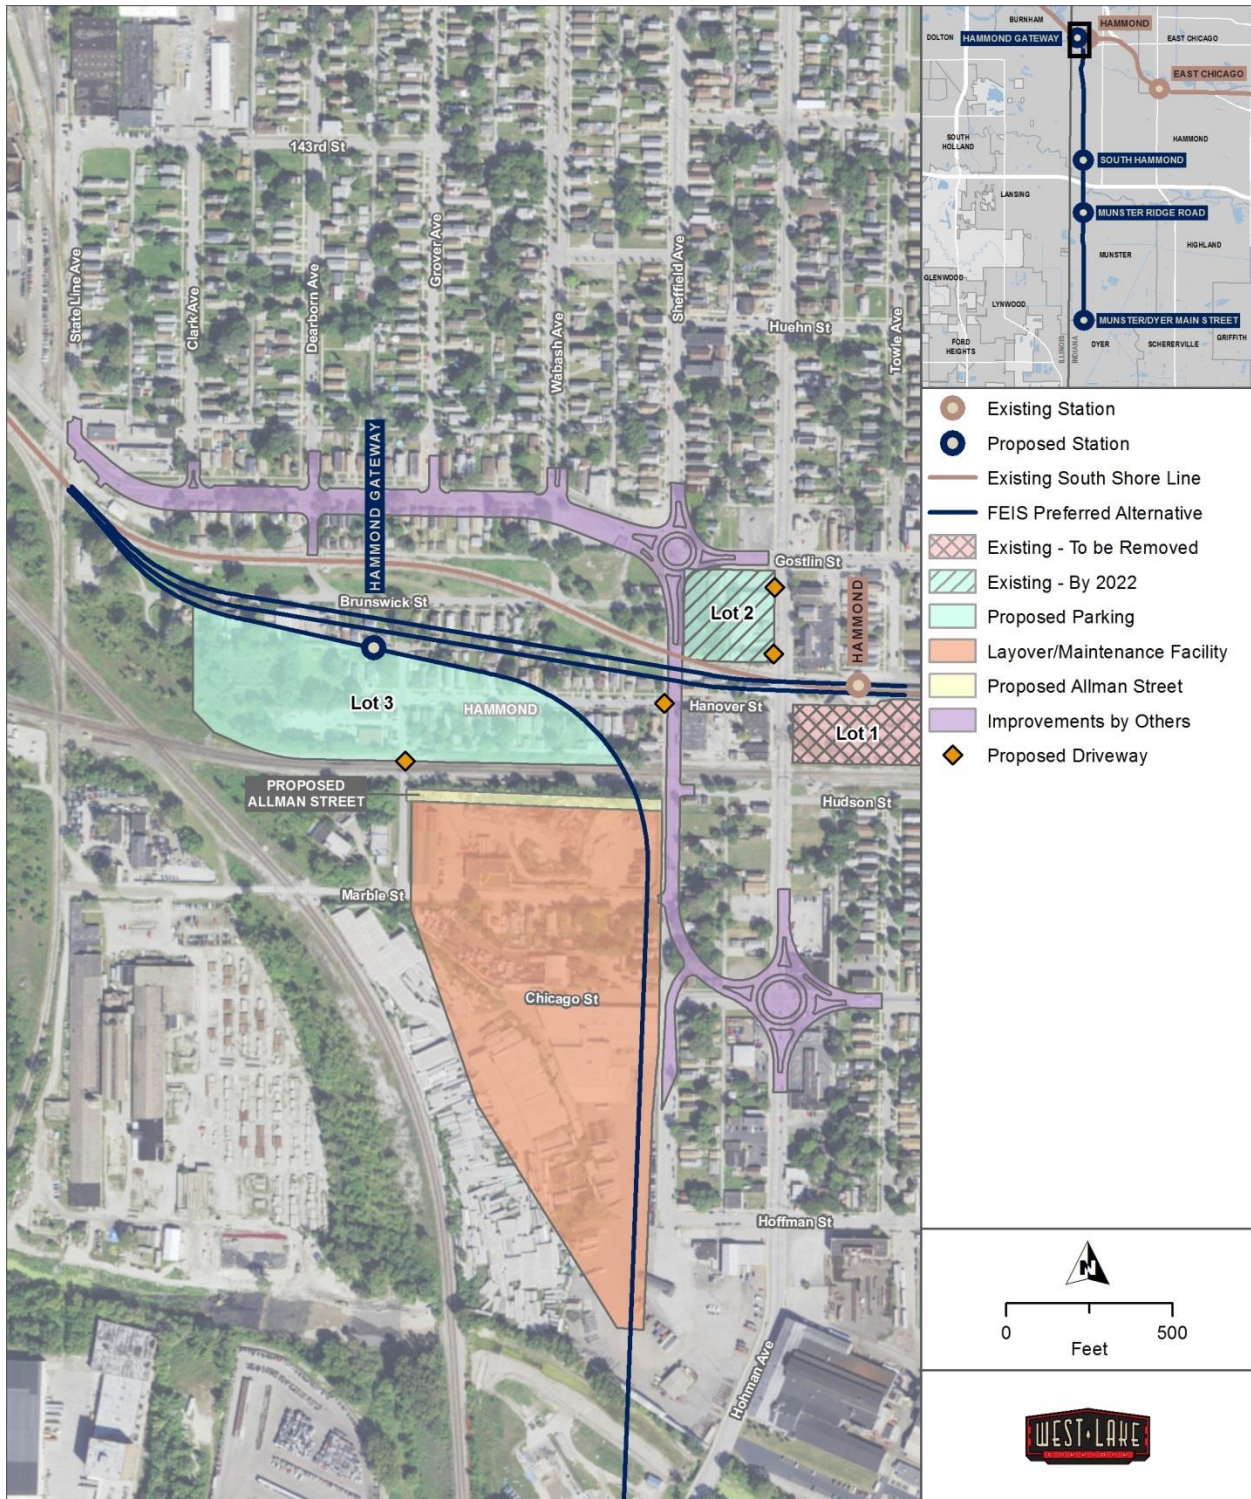 143rd St
State Line Ave
Clark Ave
Dearborn Ave
Grover Ave
Wabash Ave
Sheffield Ave
Huehn St
Towle Ave
HAMMOND GATEWAY
Gostlin St
Brunswick St
Lot 2
HAMMOND
Lot 3
HAMMOND
Hanover St
Lot 1
PROPOSED
ALLMAN STREET
Hudson St
Marble St
Chicago St
Hoffman St
Hohman Ave
BURNHAM
HAMMOND
DOLTON
HAMMOND GATEWAY
EAST CHICAGO
EAST CHICAGO
SOUTH
HOLLAND
HAMMOND
SOUTH HAMMOND
LANSING
MUNSTER RIDGE ROAD
HIGHLAND
MUNSTER
GLENWOOD
LYNWOOD
MUNSTER/DYER MAIN STREET
FORD
HEIGHTS
ILLINOIS
INDIANA
DYER
SCHERERVILLE
GRIFFITH
Existing Station
Proposed Station
Existing South Shore Line
FEIS Preferred Alternative
Existing - To be Removed
Existing - By 2022
Proposed Parking
Layover/Maintenance Facility
Proposed Allman Street
Improvements by Others
Proposed Driveway
N
0 500
Feet
WEST LAKE